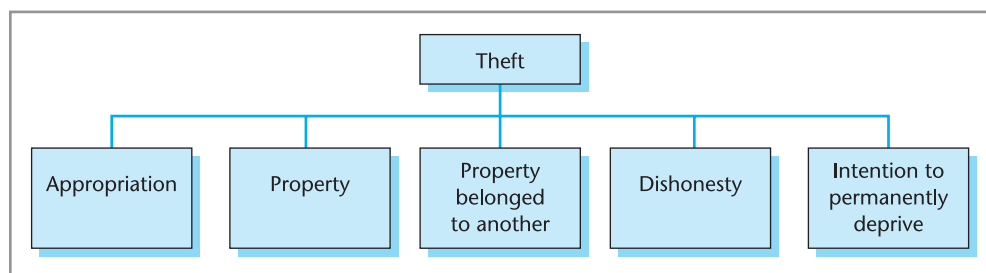 Theft
Appropriation
Property
Property
belonged
to another
Dishonesty
Intention to
permanently
deprive